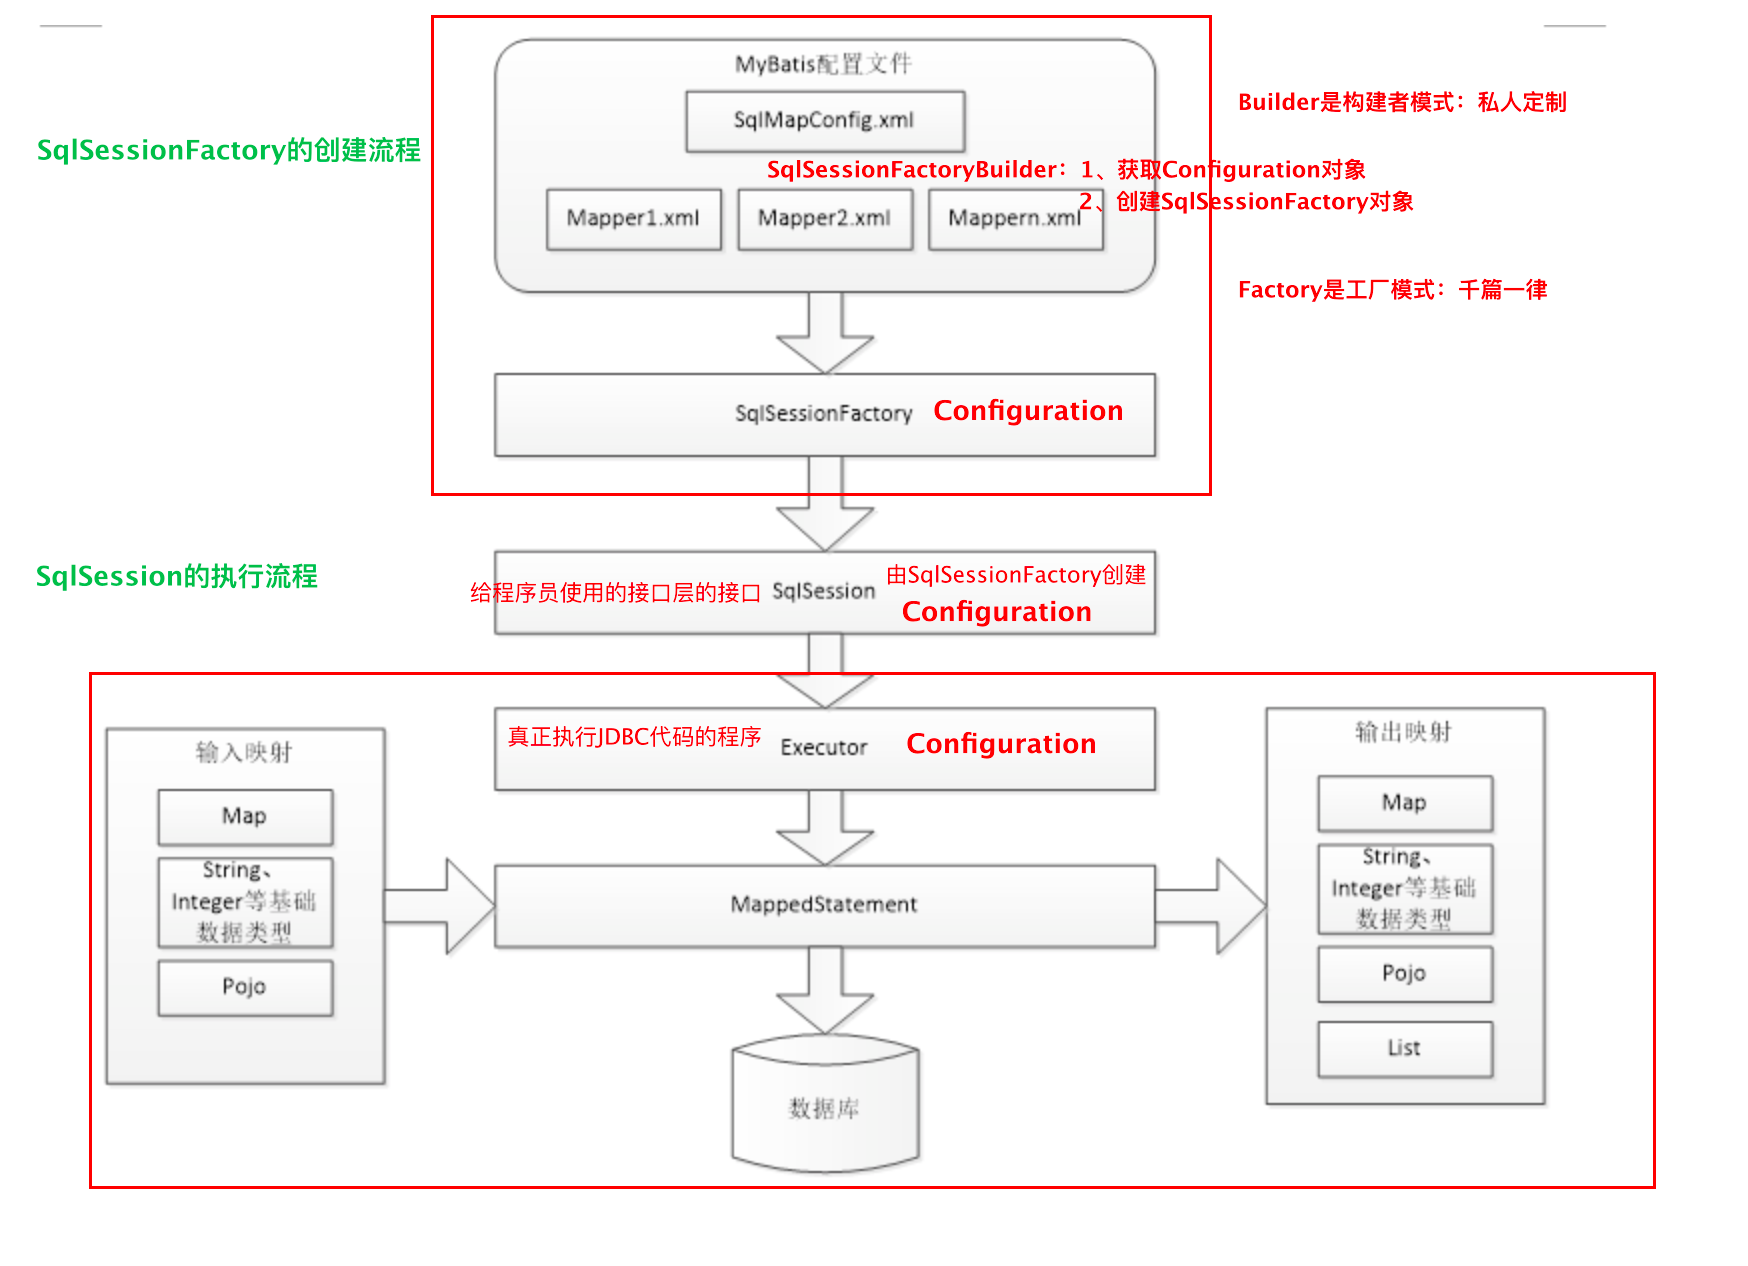 MyBatis配置文件
SqlMapConfig.xml
Builder是构建者模式：私人定制
SqlSessionFactory的创建流程
SqlSessionFactoryBuilder：1、获取Configuration对象
2、创建SqlSessionFactory对象
Mapper1.xml
Mapper2.xml
Mappern.xml
Factory是工厂模式：千篇一律
SqlSessionFactory
Configuration
SqlSession的执行流程
给程序员使用的接口层的接口
SqlSession
由SqlSessionFactory创建
Configuration
真正执行JDBC代码的程序
Executor
Configuration
输入映射
Map
String、
Integer等基础
数据类型
Pojo
MappedStatement
数据库
输出映射
Map
String、
Integer等基础
数据类型
Pojo
List